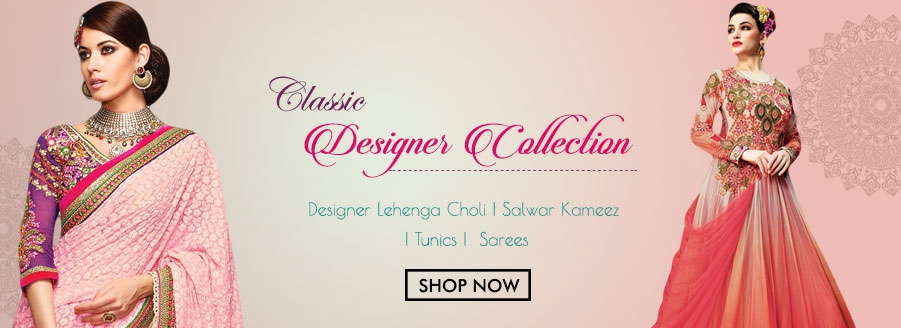 Classic
Designer Collection
Designer Lehenga Choli | Salwar Kameez
| Tunics | Sarees
SHOP NOW